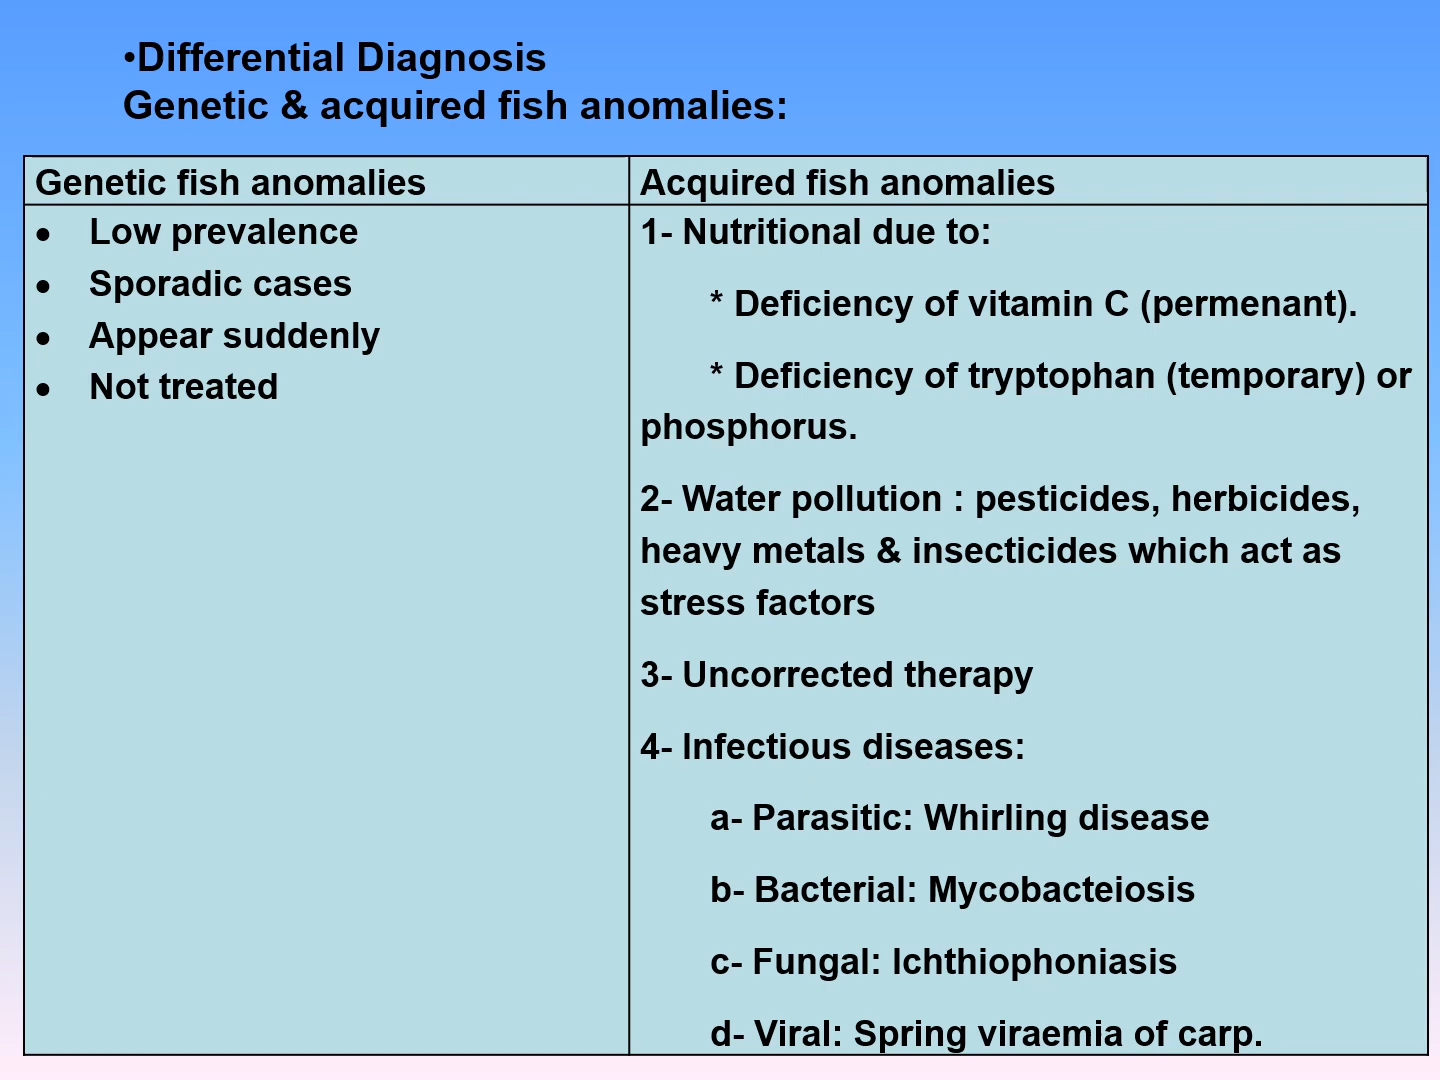 •Differential Diagnosis
Genetic & acquired fish anomalies:
Genetic fish anomalies
• Low prevalence
• Sporadic cases
• Appear suddenly
• Not treated
Acquired fish anomalies
1- Nutritional due to:
* Deficiency of vitamin C (permenant).
* Deficiency of tryptophan (temporary) or
phosphorus.
2- Water pollution : pesticides, herbicides,
heavy metals & insecticides which act as
stress factors
3- Uncorrected therapy
4- Infectious diseases:
a- Parasitic: Whirling disease
b- Bacterial: Mycobacteiosis
c- Fungal: Ichthiophoniasis
d- Viral: Spring viraemia of carp.